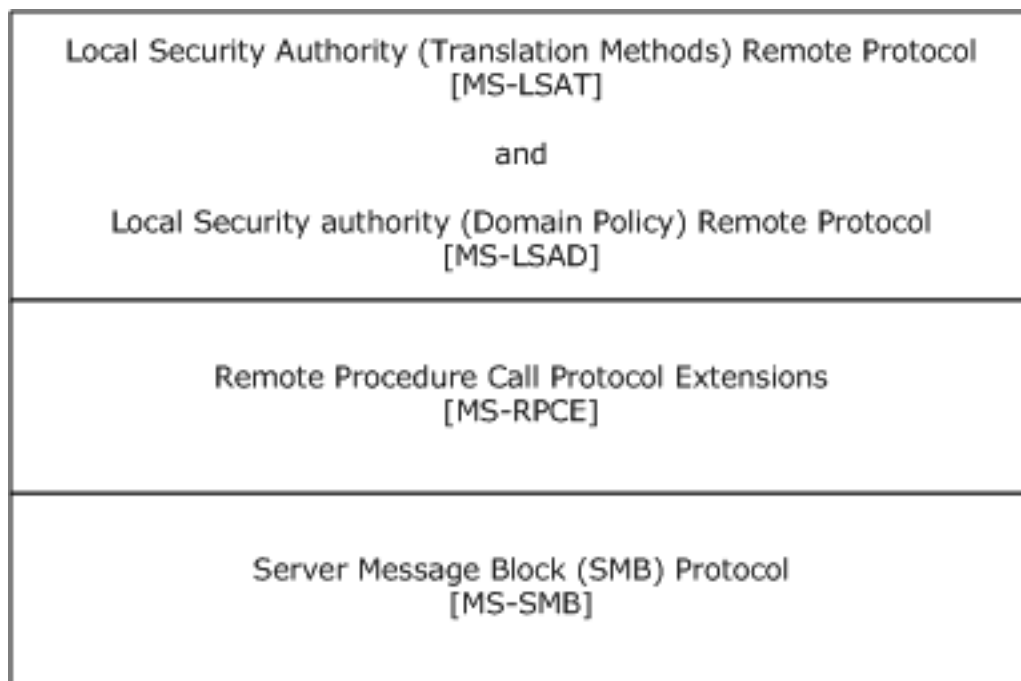 Local Security Authority (Translation Methods) Remote Protocol
[MS-LSAT]
and
Local Security authority (Domain Policy) Remote Protocol
[MS-LSAD]
Remote Procedure Call Protocol Extensions
[MS-RPCE]
Server Message Block (SMB) Protocol
[MS-SMB]